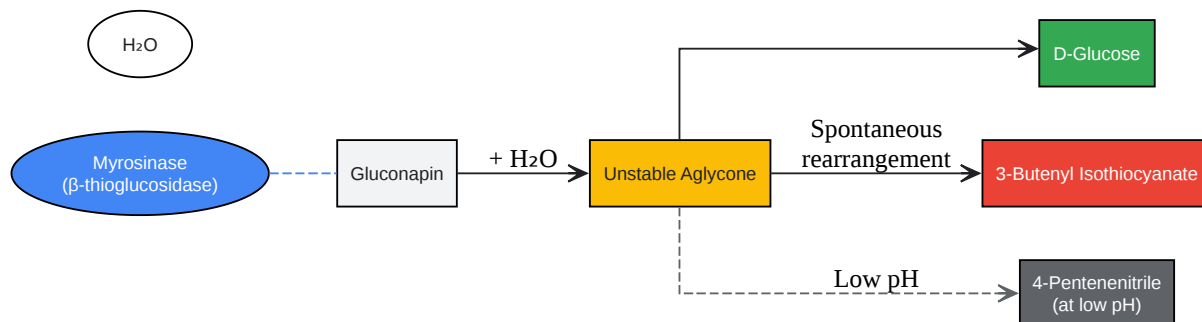 H₂O
D-Glucose
Myrosinase
(β-thioglucosidase)
Gluconapin
+ H₂O
Unstable Aglycone
Spontaneous
rearrangement
3-Butenyl Isothiocyanate
Low pH
4-Pentenenitrile
(at low pH)